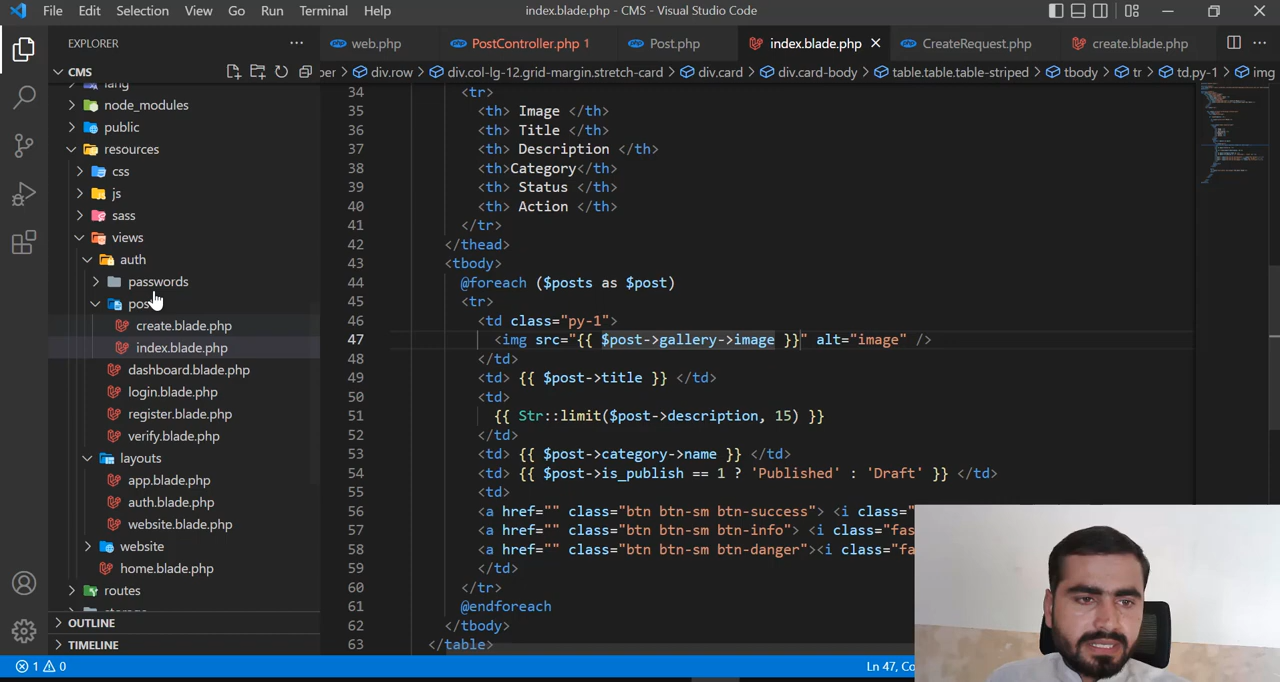 File Edit Selection View Go Run Terminal Help index.blade.php - CMS - Visual Studio Code
EXPLORER
web.php PostController.php 1 Post.php index.blade.php CreateRequest.php create.blade.php
CMS
div.row > div.col-lg-12.grid-margin.stretch-card > div.card > div.card-body > table.table.table-striped > tbody > tr > td.py-1 > img
lang
node_modules
public
resources
css
js
sass
views
auth
passwords
create.blade.php
index.blade.php
dashboard.blade.php
login.blade.php
register.blade.php
verify.blade.php
layouts
app.blade.php
auth.blade.php
website.blade.php
website
home.blade.php
routes
OUTLINE
TIMELINE
34 <tr>
35 <th> Image </th>
36 <th> Title </th>
37 <th> Description </th>
38 <th>Category</th>
39 <th> Status </th>
40 <th> Action </th>
41 </tr>
42 </thead>
43 <tbody>
44 @foreach ($posts as $post)
45 <tr>
46 <td class="py-1">
47 <img src="{{ $post->gallery->image }}" alt="image" />
48 </td>
49 <td> {{ $post->title }} </td>
50 <td>
51 {{ Str::limit($post->description, 15) }}
52 </td>
53 <td> {{ $post->category->name }} </td>
54 <td> {{ $post->is_publish == 1 ? 'Published' : 'Draft' }} </td>
55 <td>
56 <a href="" class="btn btn-sm btn-success"> <i class="
57 <a href="" class="btn btn-sm btn-info"> <i class="fas
58 <a href="" class="btn btn-sm btn-danger"><i class="fa
59 </td>
60 </tr>
61 @endforeach
62 </tbody>
63 </table>
1 0 Ln 47, Co